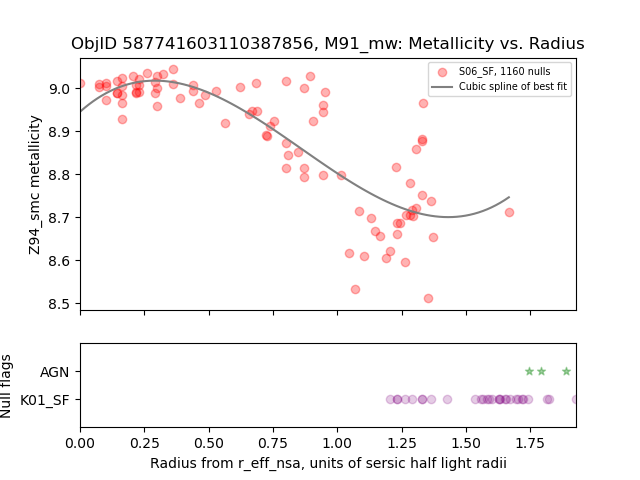 ObjID 587741603110387856, M91_mw: Metallicity vs. Radius
S06_SF, 1160 nulls
Cubic spline of best fit
Z94_smc metallicity
9.0
8.9
8.8
8.7
8.6
8.5
Null flags
AGN
K01_SF
0.00 0.25 0.50 0.75 1.00 1.25 1.50 1.75
Radius from r_eff_nsa, units of sersic half light radii